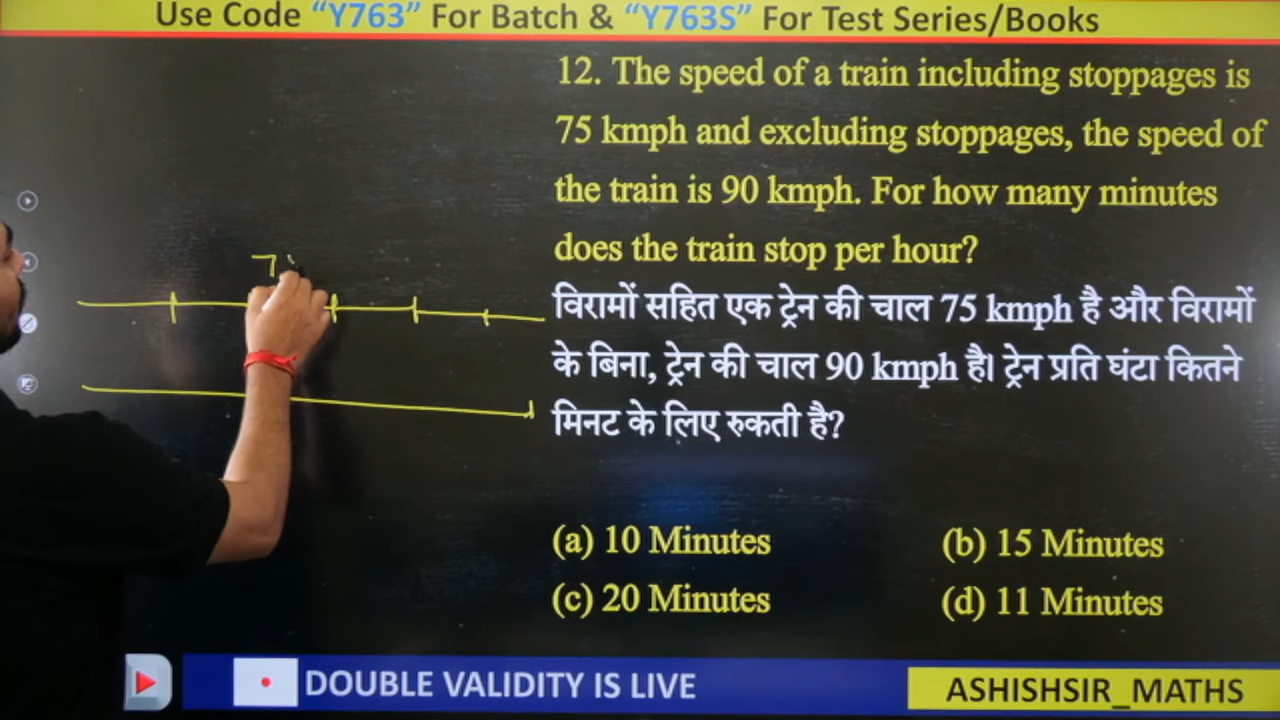 Use Code “Y763” For Batch & “Y763S” For Test Series/Books
12. The speed of a train including stoppages is
75 kmph and excluding stoppages, the speed of
the train is 90 kmph. For how many minutes
does the train stop per hour?
विरामों सहित एक ट्रेन की चाल 75 kmph है और विरामों
के बिना, ट्रेन की चाल 90 kmph है। ट्रेन प्रति घंटा कितने
मिनट के लिए रुकती है?
(a) 10 Minutes (b) 15 Minutes
(c) 20 Minutes (d) 11 Minutes
DOUBLE VALIDITY IS LIVE
ASHISHSIR_MATHS